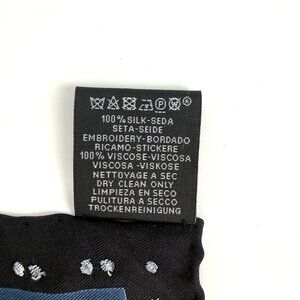 100% SILK-SEDA
SETA-SEIDE
EMBROIDERY-BORDADO
RICAMO-STICKERE
100% VISCOSE-VISCOSA
VISCOSA -VISKOSE
NETTOYAGE A SEC
DRY CLEAN ONLY
LIMPIEZA EN SECO
PULITURA A SECCO
TROCKENREINIGUNG